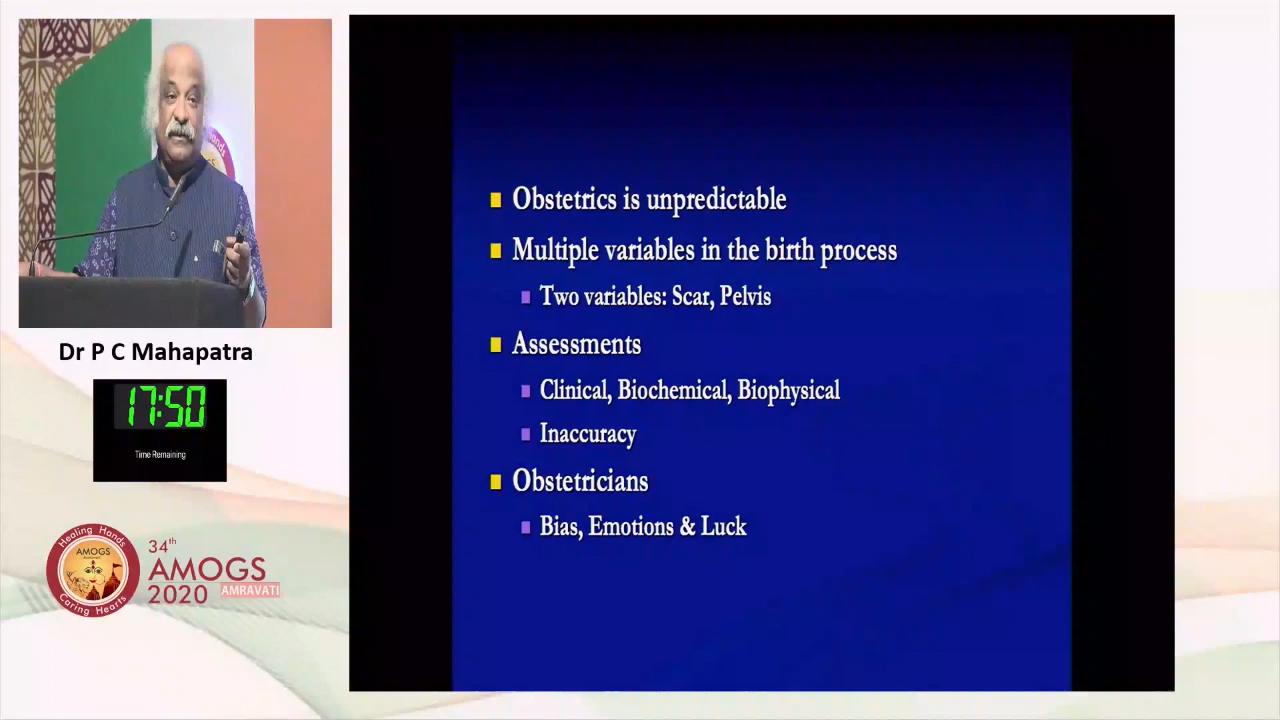 Dr P C Mahapatra
17:50
Time Remaining
Healing Hands
AMOGS
Caring Hearts
34th
AMOGS
2020 AMRAVATI
Obstetrics is unpredictable
Multiple variables in the birth process
Two variables: Scar, Pelvis
Assessments
Clinical, Biochemical, Biophysical
Inaccuracy
Obstetricians
Bias, Emotions & Luck